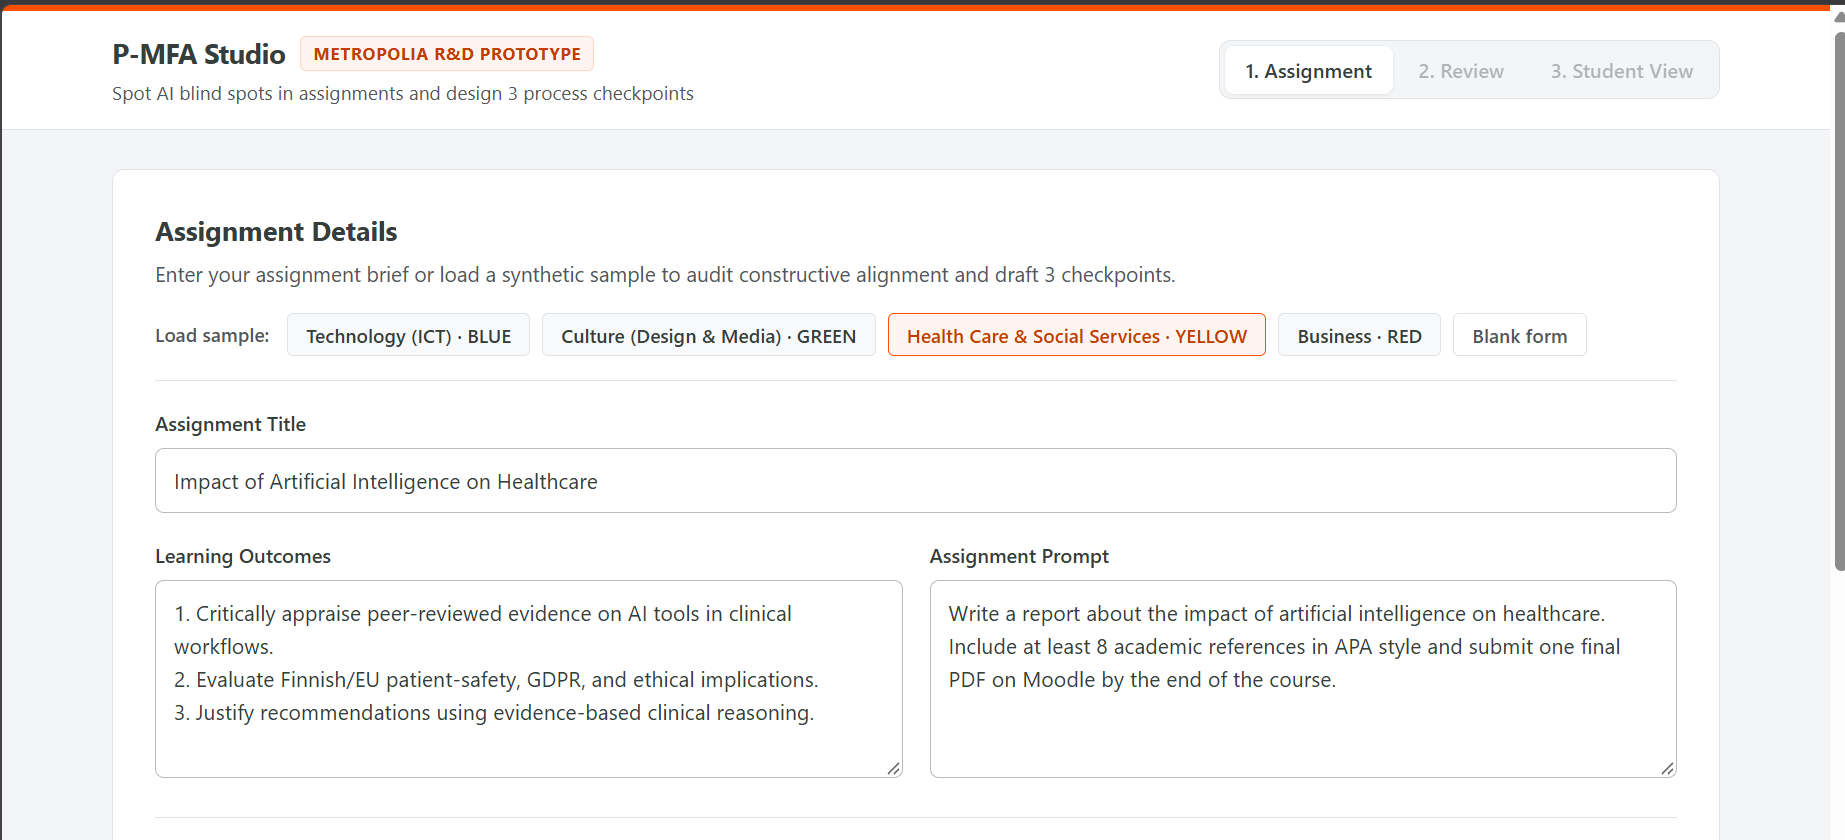 P-MFA Studio
METROPOLIA R&D PROTOTYPE
Spot AI blind spots in assignments and design 3 process checkpoints
1. Assignment
2. Review
3. Student View
Assignment Details
Enter your assignment brief or load a synthetic sample to audit constructive alignment and draft 3 checkpoints.
Load sample:
Technology (ICT) · BLUE
Culture (Design & Media) · GREEN
Health Care & Social Services · YELLOW
Business · RED
Blank form
Assignment Title
Impact of Artificial Intelligence on Healthcare
Learning Outcomes
1. Critically appraise peer-reviewed evidence on AI tools in clinical
workflows.
2. Evaluate Finnish/EU patient-safety, GDPR, and ethical implications.
3. Justify recommendations using evidence-based clinical reasoning.
Assignment Prompt
Write a report about the impact of artificial intelligence on healthcare.
Include at least 8 academic references in APA style and submit one final
PDF on Moodle by the end of the course.